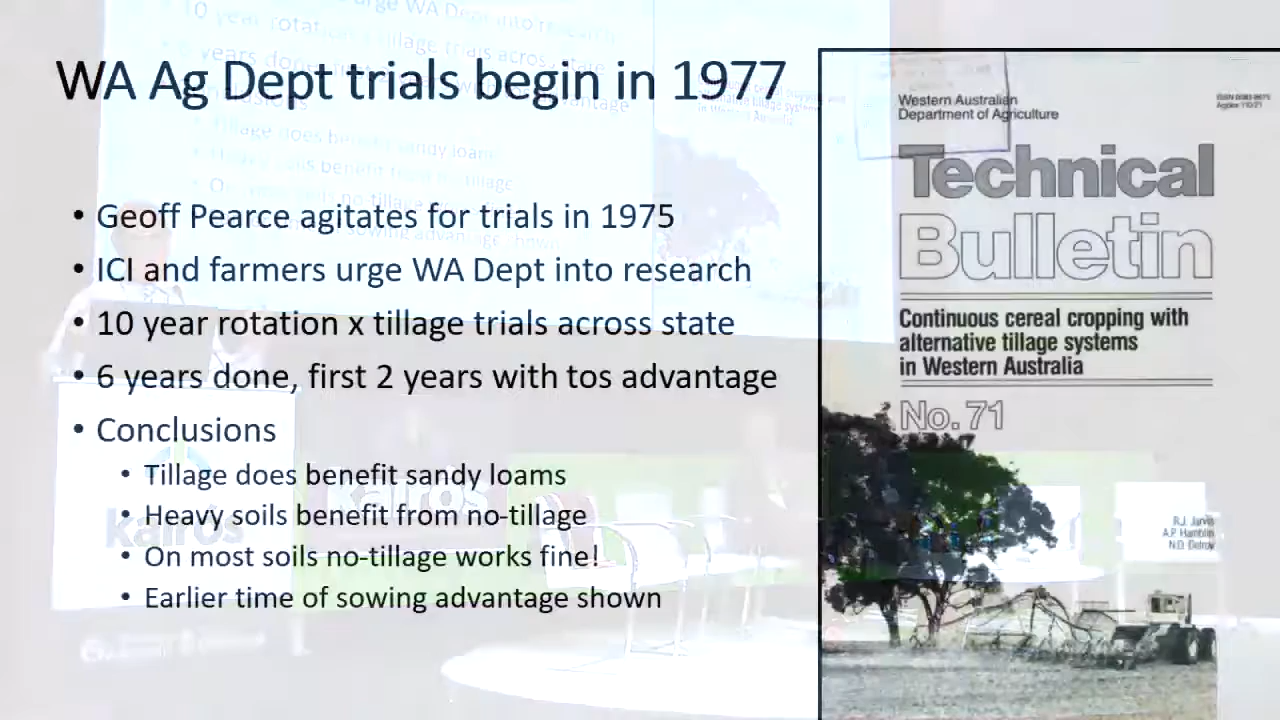 WA Ag Dept trials begin in 1977
• Geoff Pearce agitates for trials in 1975
• ICI and farmers urge WA Dept into research
• 10 year rotation x tillage trials across state
• 6 years done, first 2 years with tos advantage
• Conclusions
• Tillage does benefit sandy loams
• Heavy soils benefit from no-tillage
• On most soils no-tillage works fine!
• Earlier time of sowing advantage shown
Western Australian
Department of Agriculture
Technical
Bulletin
Continuous cereal cropping with
alternative tillage systems
in Western Australia
No. 71
R.J. Jarvis
A.P. Hamblin
N.D. Delroy
Kairos
Kairos